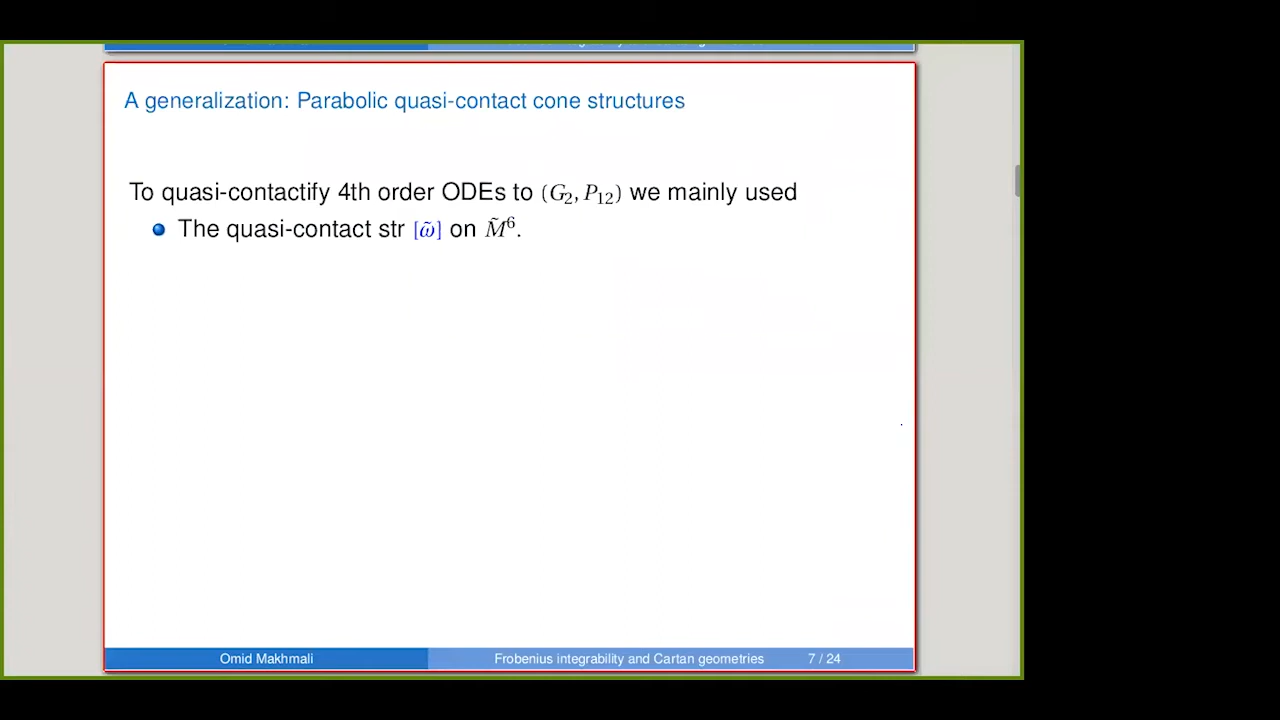 A generalization: Parabolic quasi-contact cone structures
To quasi-contactify 4th order ODEs to (G₂, P₁₂) we mainly used
The quasi-contact str [ω̃] on M̃⁶.
Omid Makhmali Frobenius integrability and Cartan geometries 7 / 24